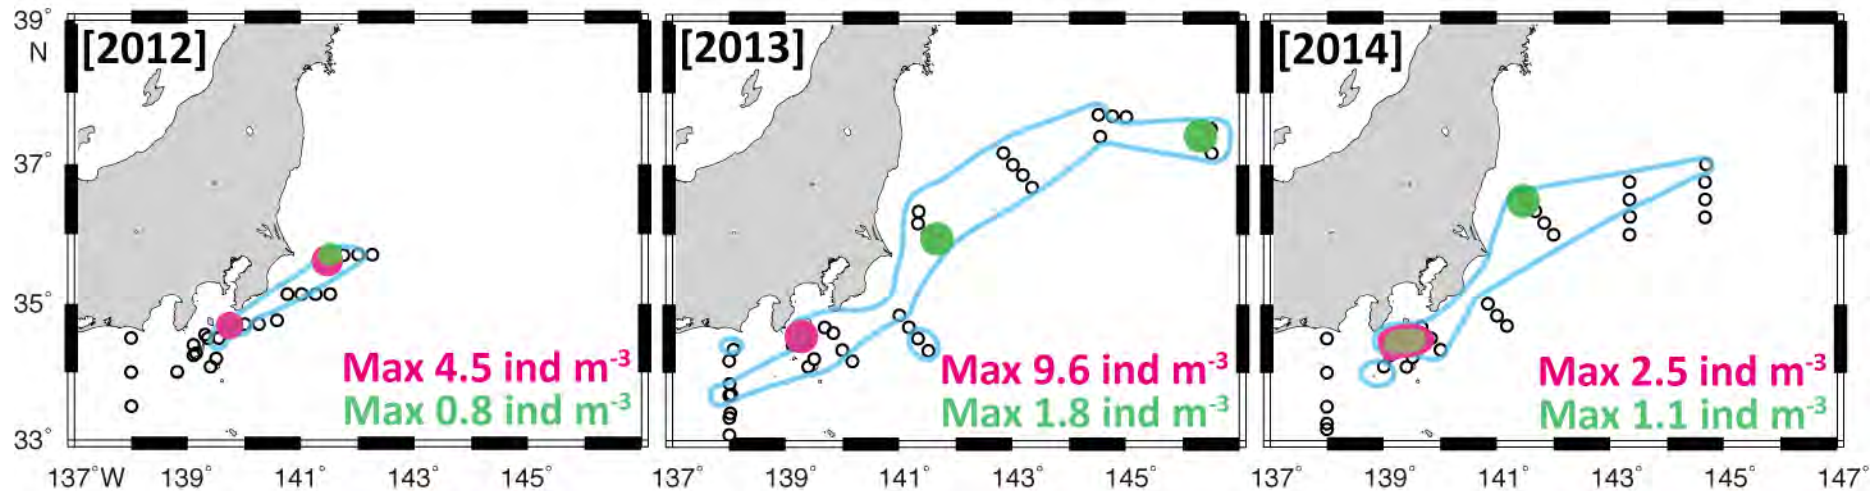 39°
N
37°
35°
33°
[2012]
Max 4.5 ind m-3
Max 0.8 ind m-3
137°W 139° 141° 143° 145°
[2013]
Max 9.6 ind m-3
Max 1.8 ind m-3
137° 139° 141° 143° 145°
[2014]
Max 2.5 ind m-3
Max 1.1 ind m-3
137° 139° 141° 143° 145° 147°